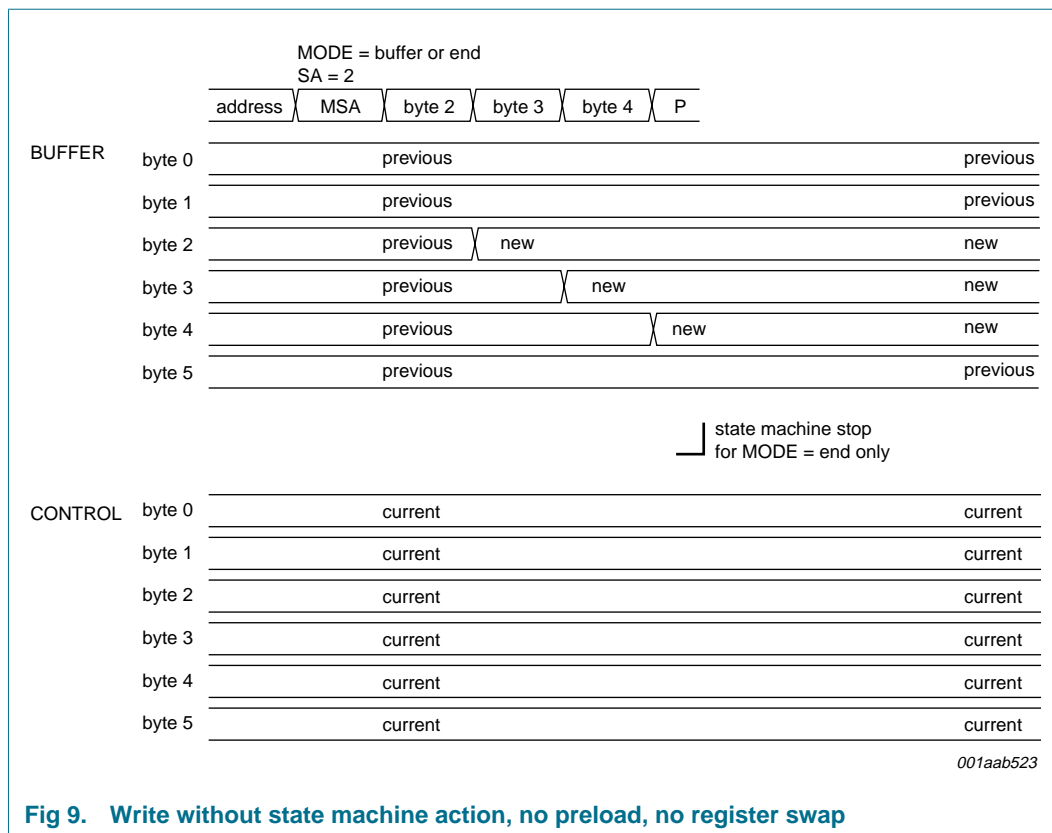 MODE = buffer or end
SA = 2
address MSA byte 2 byte 3 byte 4 P
BUFFER byte 0 previous previous
byte 1 previous previous
byte 2 previous new new
byte 3 previous new new
byte 4 previous new new
byte 5 previous previous
state machine stop
for MODE = end only
CONTROL byte 0 current current
byte 1 current current
byte 2 current current
byte 3 current current
byte 4 current current
byte 5 current current
001aab523
Fig 9. Write without state machine action, no preload, no register swap